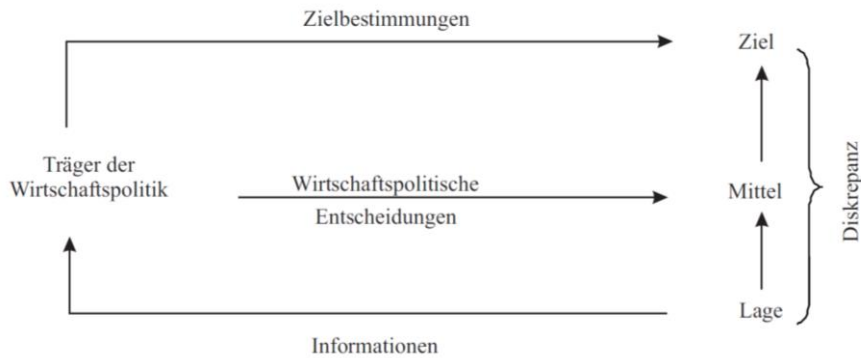 Zielbestimmungen
Ziel
Träger der
Wirtschaftspolitik
Wirtschaftspolitische
Entscheidungen
Mittel
Diskrepanz
Lage
Informationen